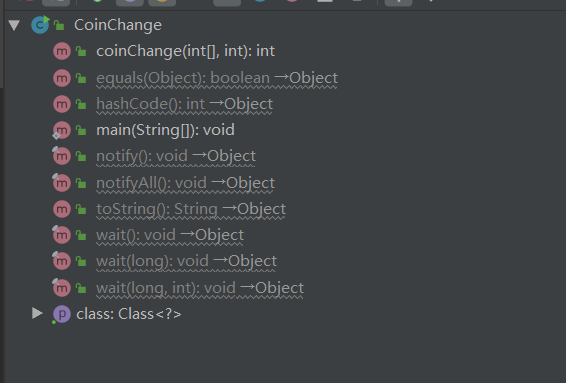 CoinChange
coinChange(int[], int): int
equals(Object): boolean →Object
hashCode(): int →Object
main(String[]): void
notify(): void →Object
notifyAll(): void →Object
toString(): String →Object
wait(): void →Object
wait(long): void →Object
wait(long, int): void →Object
class: Class<?>